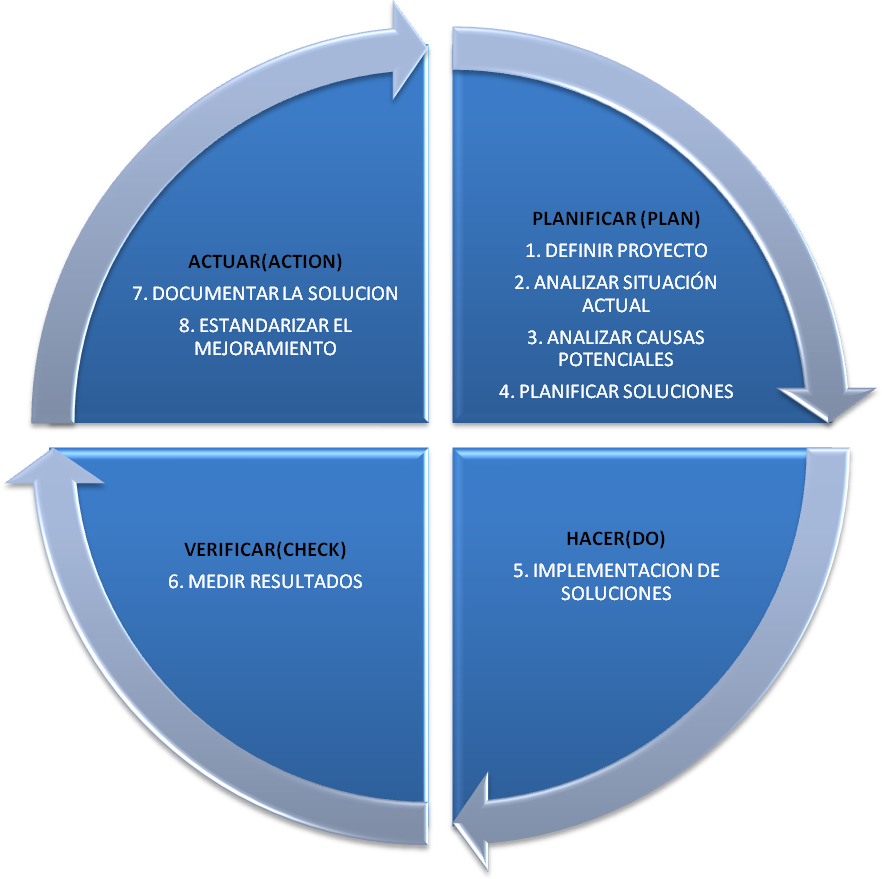 PLANIFICAR (PLAN)
1. DEFINIR PROYECTO
2. ANALIZAR SITUACIÓN
ACTUAL
3. ANALIZAR CAUSAS
POTENCIALES
4. PLANIFICAR SOLUCIONES
HACER(DO)
5. IMPLEMENTACION DE
SOLUCIONES
VERIFICAR(CHECK)
6. MEDIR RESULTADOS
ACTUAR(ACTION)
7. DOCUMENTAR LA SOLUCION
8. ESTANDARIZAR EL
MEJORAMIENTO